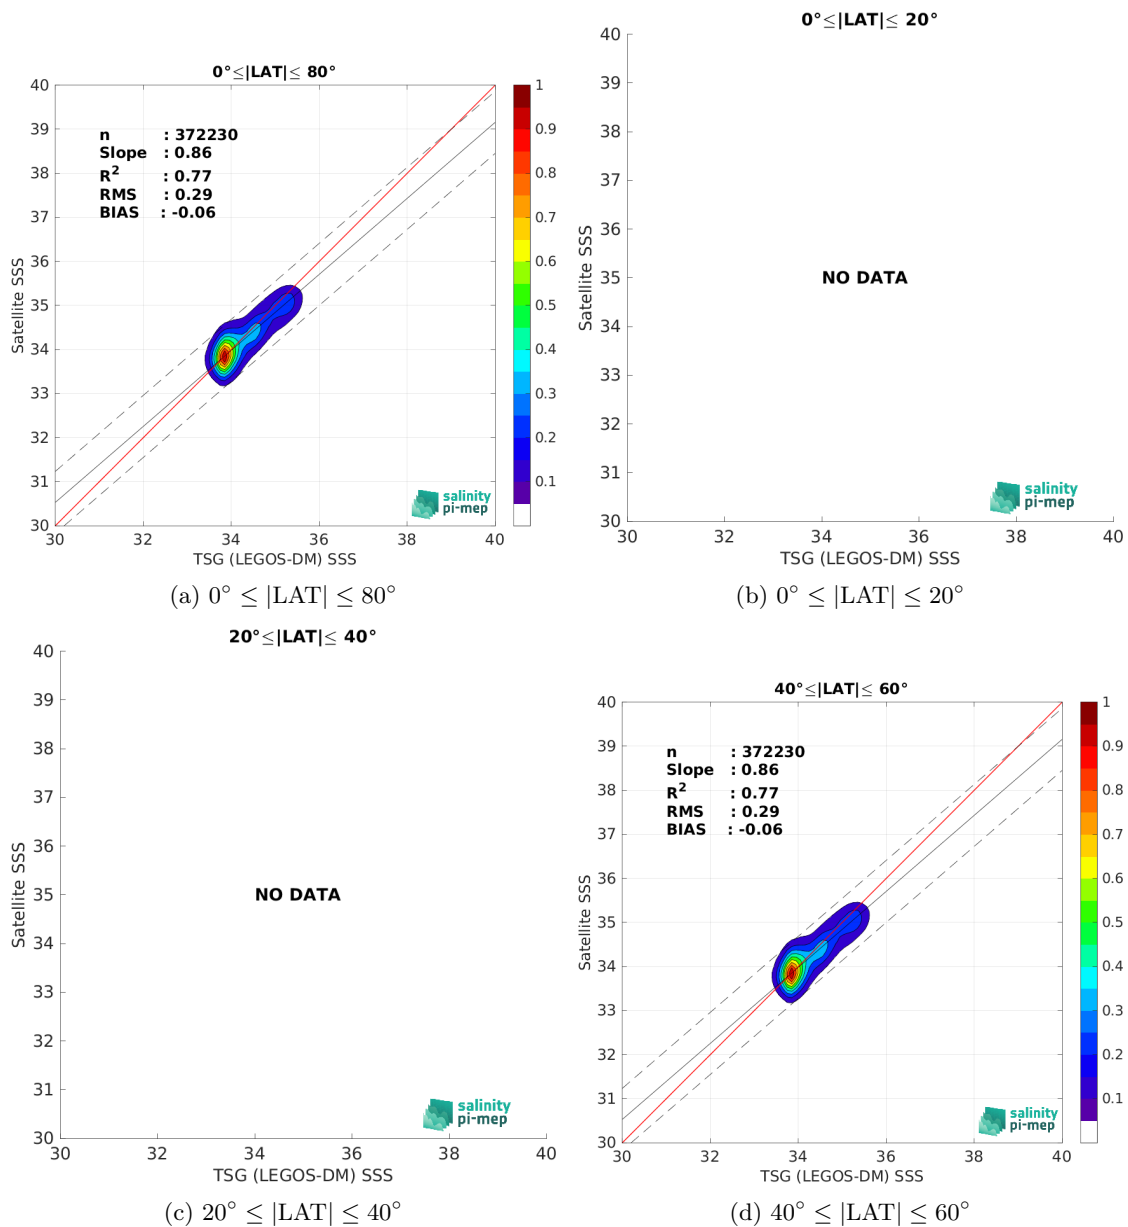 0°≤|LAT|≤ 80°
40
39
38
37
36
35
34
33
32
31
30
Satellite SSS
n : 372230
Slope : 0.86
R² : 0.77
RMS : 0.29
BIAS : -0.06
1
0.9
0.8
0.7
0.6
0.5
0.4
0.3
0.2
0.1
salinity
pi-mep
30 32 34 36 38 40
TSG (LEGOS-DM) SSS
(a) 0° ≤ |LAT| ≤ 80°
0°≤|LAT|≤ 20°
40
39
38
37
36
35
34
33
32
31
30
Satellite SSS
NO DATA
salinity
pi-mep
30 32 34 36 38 40
TSG (LEGOS-DM) SSS
(b) 0° ≤ |LAT| ≤ 20°
20°≤|LAT|≤ 40°
40
39
38
37
36
35
34
33
32
31
30
Satellite SSS
NO DATA
salinity
pi-mep
30 32 34 36 38 40
TSG (LEGOS-DM) SSS
(c) 20° ≤ |LAT| ≤ 40°
40°≤|LAT|≤ 60°
40
39
38
37
36
35
34
33
32
31
30
Satellite SSS
n : 372230
Slope : 0.86
R² : 0.77
RMS : 0.29
BIAS : -0.06
1
0.9
0.8
0.7
0.6
0.5
0.4
0.3
0.2
0.1
salinity
pi-mep
30 32 34 36 38 40
TSG (LEGOS-DM) SSS
(d) 40° ≤ |LAT| ≤ 60°